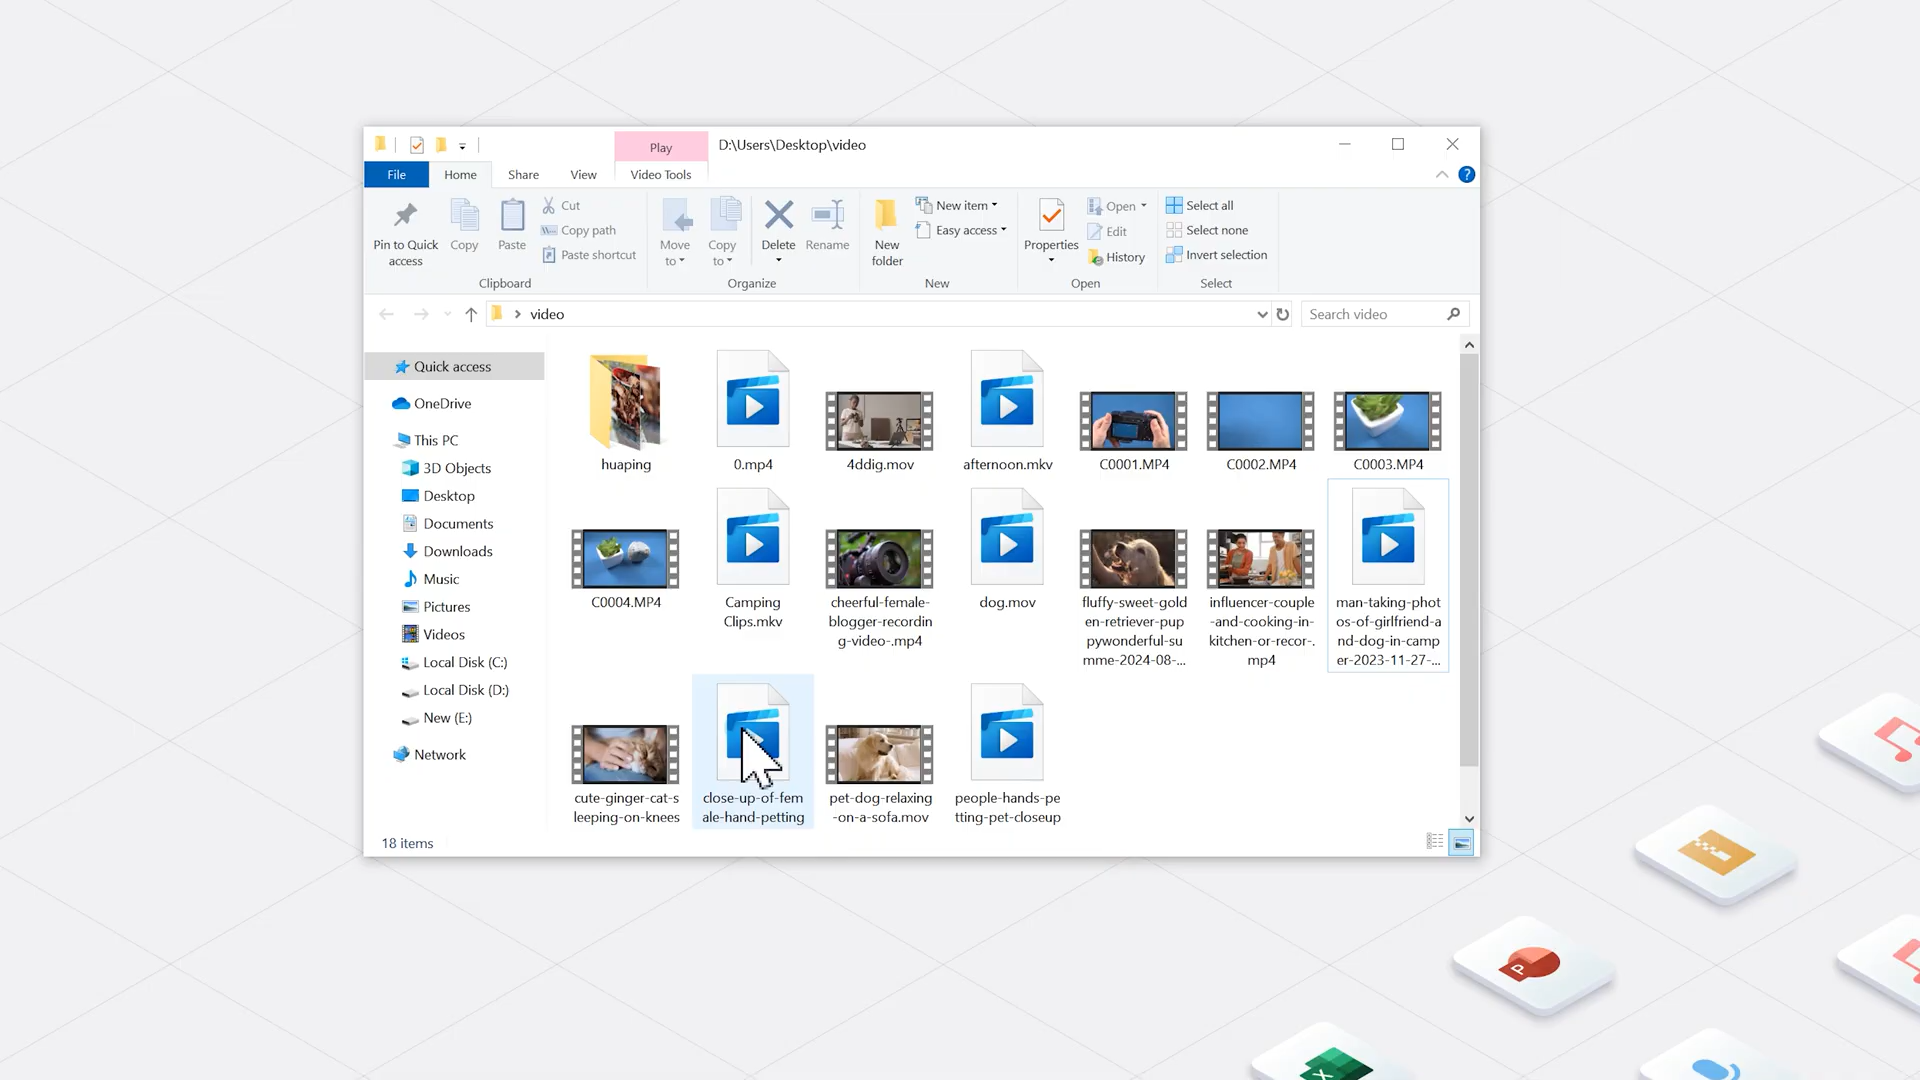 Play
D:\Users\Desktop\video
File
Home
Share
View
Video Tools
?
Pin to Quick
access
Copy
Paste
Cut
Copy path
Paste shortcut
Move
to
Copy
to
Delete
Rename
New
folder
New item
Easy access
Properties
Open
Edit
History
Select all
Select none
Invert selection
Clipboard
Organize
New
Open
Select
video
Search video
Quick access
OneDrive
This PC
3D Objects
Desktop
Documents
Downloads
Music
Pictures
Videos
Local Disk (C:)
Local Disk (D:)
New (E:)
Network
huaping
0.mp4
4ddig.mov
afternoon.mkv
C0001.MP4
C0002.MP4
C0003.MP4
C0004.MP4
Camping
Clips.mkv
cheerful-female-
blogger-recordin
g-video-.mp4
dog.mov
fluffy-sweet-gold
en-retriever-pup
pywonderful-su
mme-2024-08-...
influencer-couple
-and-cooking-in-
kitchen-or-recor-.
mp4
man-taking-phot
os-of-girlfriend-a
nd-dog-in-camp
er-2023-11-27-...
cute-ginger-cat-s
leeping-on-knees
close-up-of-fem
ale-hand-petting
pet-dog-relaxing
-on-a-sofa.mov
people-hands-pe
tting-pet-closeup
18 items
P
X